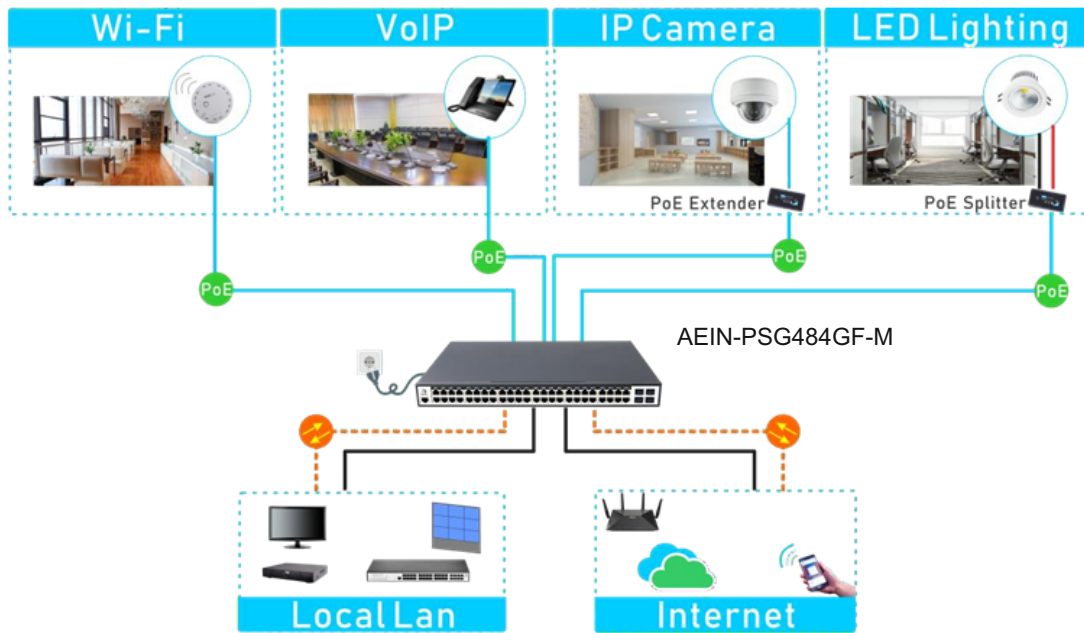 Wi-Fi
VoIP
IP Camera
LED Lighting
PoE Extender
PoE Splitter
PoE
PoE
PoE
PoE
AEIN-PSG484GF-M
Local Lan
Internet